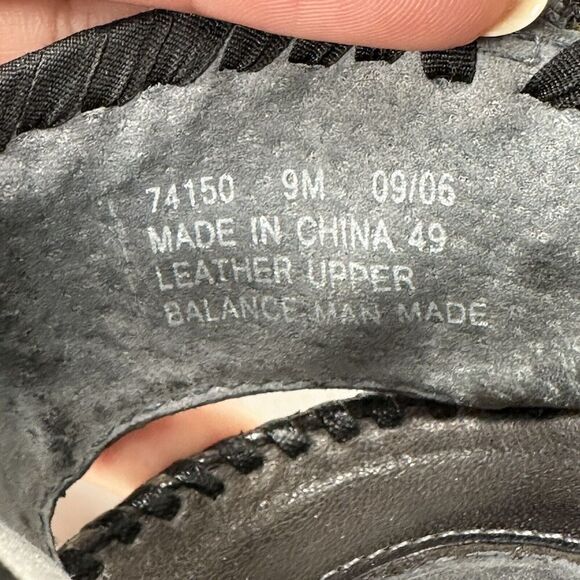 74150 9M 09/06
MADE IN CHINA 49
LEATHER UPPER
BALANCE MAN MADE